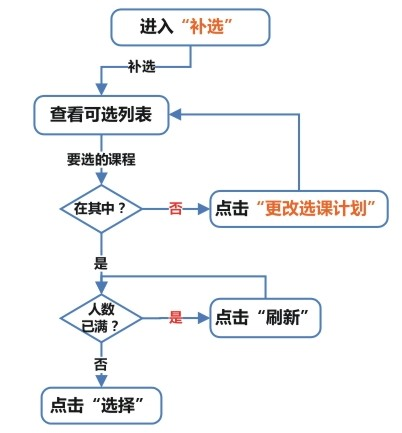 进入“补选”
补选
查看可选列表
要选的课程
在其中？
否
点击“更改选课计划”
是
人数
已满？
是
点击“刷新”
否
点击“选择”